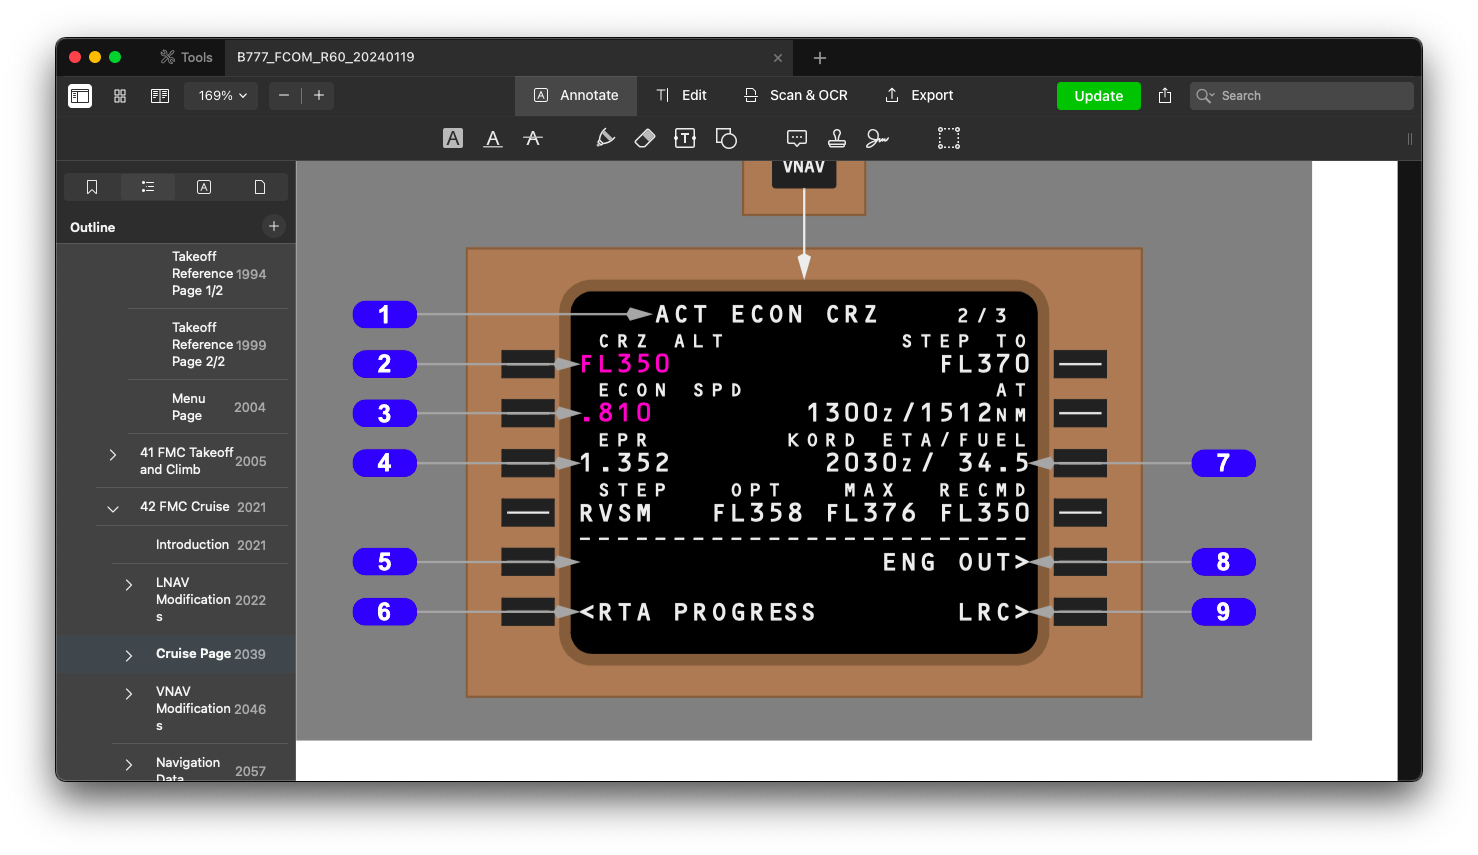 Tools
B777_FCOM_R60_20240119
169%
Annotate
Edit
Scan & OCR
Export
Update
Search
Outline
Takeoff
Reference 1994
Page 1/2
Takeoff
Reference 1999
Page 2/2
Menu
Page
2004
41 FMC Takeoff
and Climb
2005
42 FMC Cruise 2021
Introduction 2021
LNAV
Modification 2022
s
Cruise Page 2039
VNAV
Modification 2046
s
Navigation
Data
2057
VNAV
1 ACT ECON CRZ 2/3
CRZ ALT STEP TO
2 FL350 FL370
ECON SPD AT
3 .810 1300z/1512NM
EPR KORD ETA/FUEL
4 1.352 2030z/ 34.5 7
STEP OPT MAX RECMD
RVSM FL358 FL376 FL350
------------------------
5 ENG OUT> 8
6 <RTA PROGRESS LRC> 9